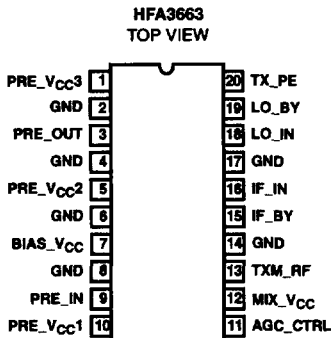 HFA3663
TOP VIEW
PRE_VCC3 1 20 TX_PE
GND 2 19 LO_BY
PRE_OUT 3 18 LO_IN
GND 4 17 GND
PRE_VCC2 5 16 IF_IN
GND 6 15 IF_BY
BIAS_VCC 7 14 GND
GND 8 13 TXM_RF
PRE_IN 9 12 MIX_VCC
PRE_VCC1 10 11 AGC_CTRL